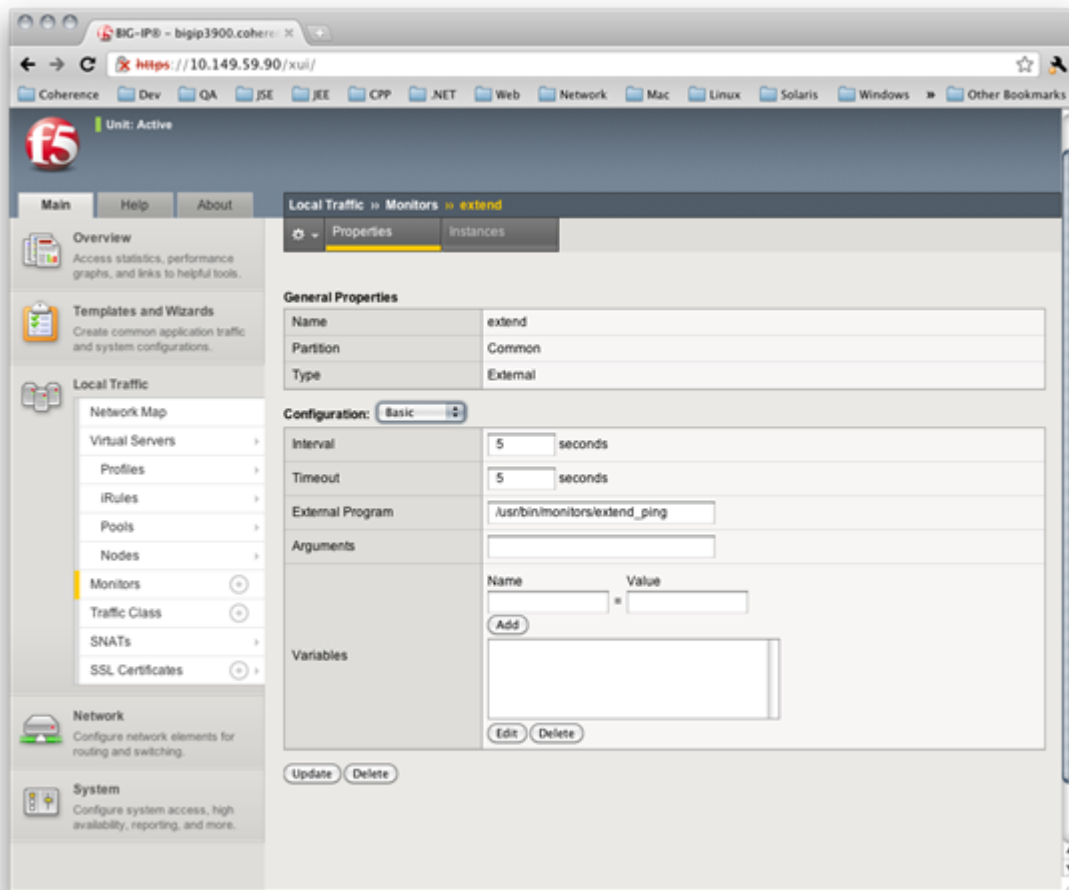 BIG-IP® – bigip3900.cohere
https://10.149.59.90/xui/
Coherence Dev QA JSE JEE CPP .NET Web Network Mac Linux Solaris Windows » Other Bookmarks
f5
Unit: Active
Main Help About
Local Traffic » Monitors » extend
Properties Instances
Overview
Access statistics, performance
graphs, and links to helpful tools.
Templates and Wizards
Create common application traffic
and system configurations.
Local Traffic
Network Map
Virtual Servers
Profiles
iRules
Pools
Nodes
Monitors
Traffic Class
SNATs
SSL Certificates
Network
Configure network elements for
routing and switching.
System
Configure system access, high
availability, reporting, and more.
General Properties
Name extend
Partition Common
Type External
Configuration: Basic
Interval 5 seconds
Timeout 5 seconds
External Program /usr/bin/monitors/extend_ping
Arguments
Variables
Name Value
=
Add
Edit Delete
Update Delete